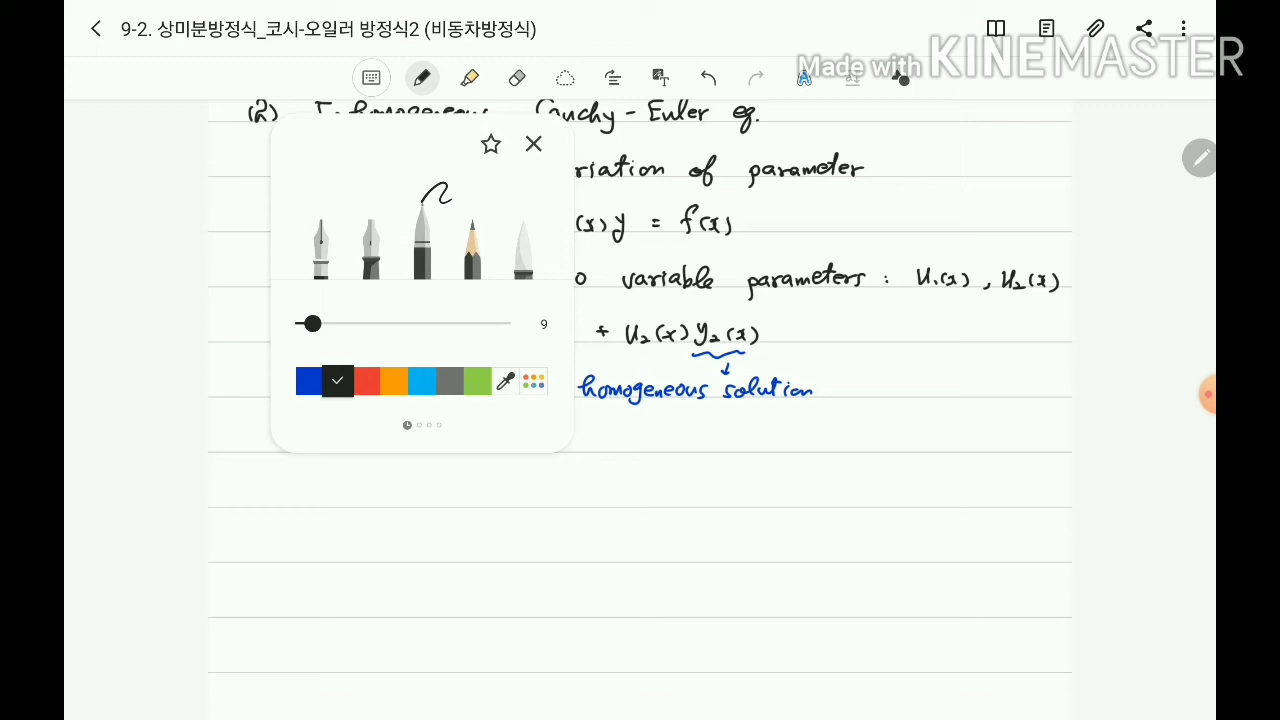 9-2. 상미분방정식_코시-오일러 방정식2 (비동차방정식)
Made with KINEMASTER
Cauchy - Euler eq.
riation of parameter
(x)y = f(x)
o variable parameters : u₁(x), u₂(x)
+ u₂(x) y₂(x)
homogeneous solution
9